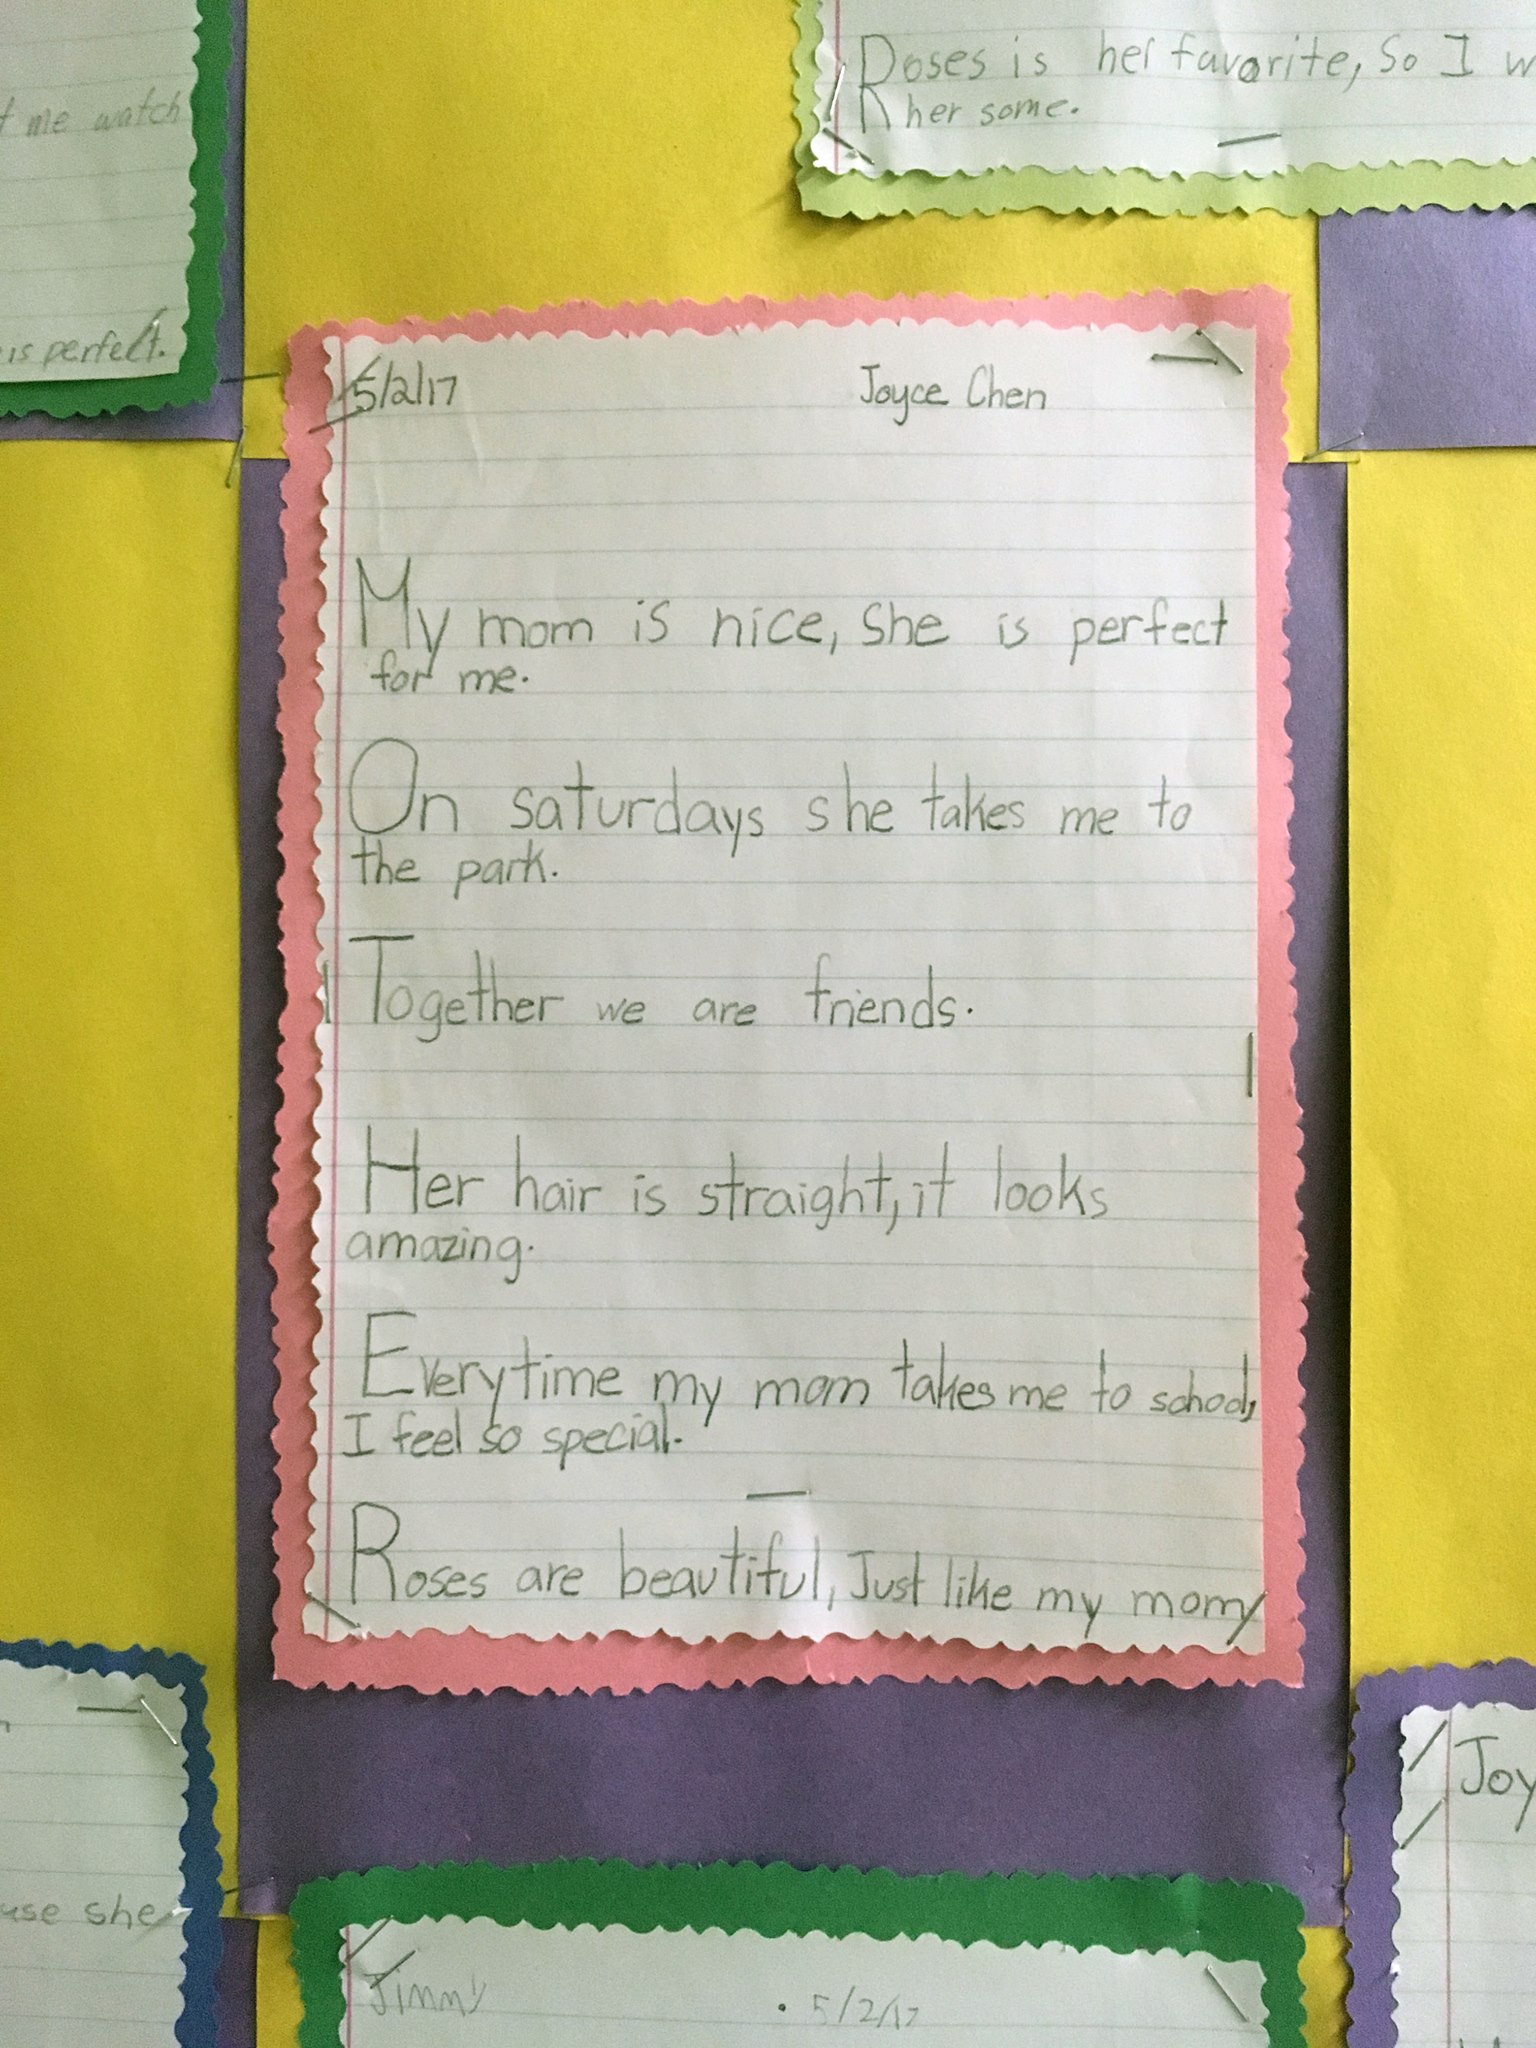 t me watch
is perfect.
Roses is her favorite, So I w
her some.
5/2/17 Joyce Chen
My mom is nice, She is perfect
for me.
On saturdays she takes me to
the park.
Together we are friends.
Her hair is straight, it looks
amazing.
Everytime my mom takes me to school,
I feel so special.
Roses are beautiful, Just like my mom
use she
Joy
Jimmy 5/2/17